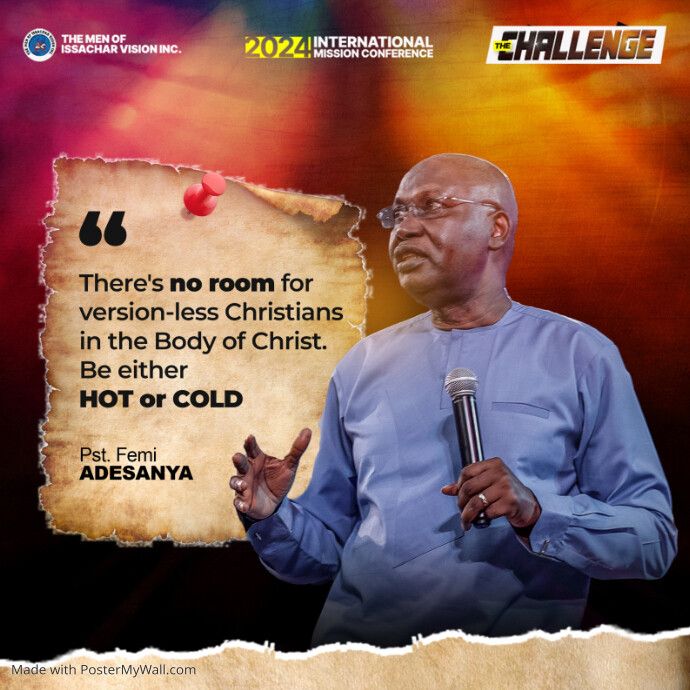 THE MEN OF
ISSACHAR VISION INC.
2024 INTERNATIONAL
MISSION CONFERENCE
THE CHALLENGE
“
There's no room for
version-less Christians
in the Body of Christ.
Be either
HOT or COLD
Pst. Femi
ADESANYA
Made with PosterMyWall.com